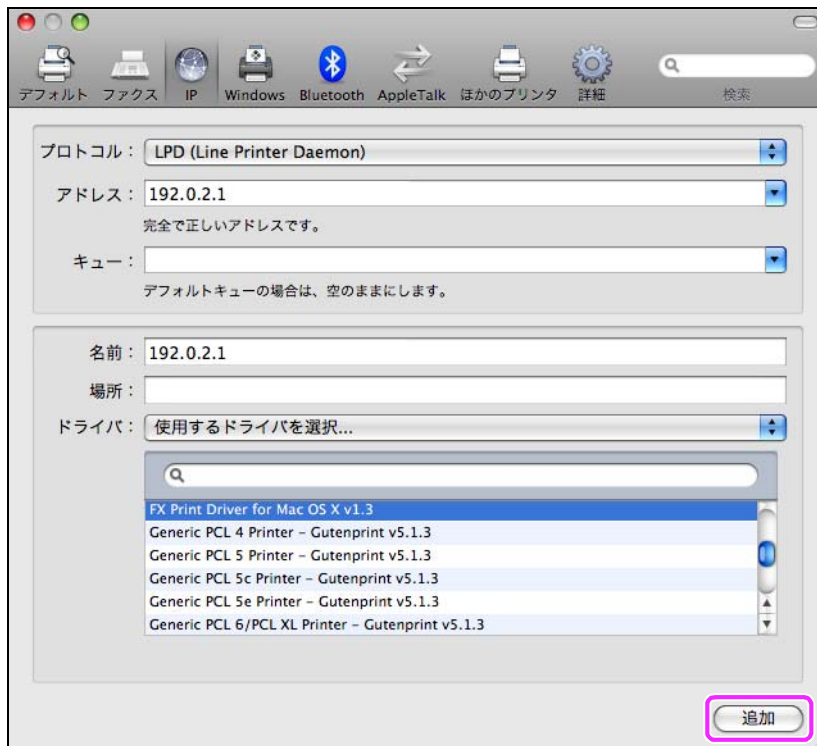 デフォルト ファクス IP Windows Bluetooth AppleTalk ほかのプリンタ 詳細 検索
プロトコル： LPD (Line Printer Daemon)
アドレス： 192.0.2.1
完全で正しいアドレスです。
キュー：
デフォルトキューの場合は、空のままにします。
名前： 192.0.2.1
場所：
ドライバ： 使用するドライバを選択...
FX Print Driver for Mac OS X v1.3
Generic PCL 4 Printer – Gutenprint v5.1.3
Generic PCL 5 Printer – Gutenprint v5.1.3
Generic PCL 5c Printer – Gutenprint v5.1.3
Generic PCL 5e Printer – Gutenprint v5.1.3
Generic PCL 6/PCL XL Printer – Gutenprint v5.1.3
追加